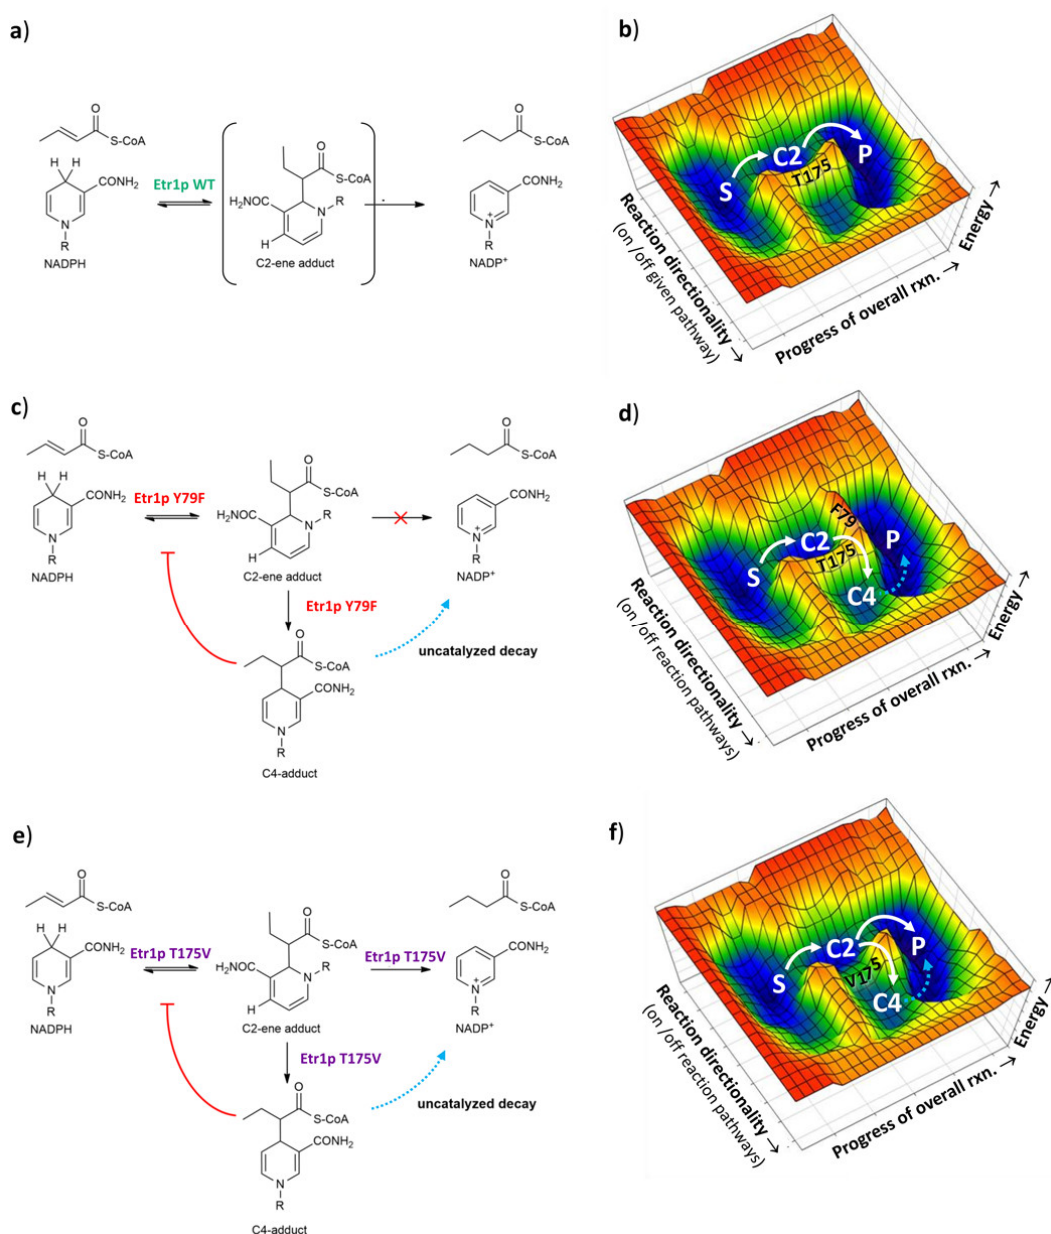 a)
O
S-CoA
H H
CONH2
N
R
NADPH
Etr1p WT
O
S-CoA
H2NOC
N
R
H
C2-ene adduct
O
S-CoA
CONH2
N+
R
NADP+
b)
S
C2
P
T175
Reaction directionality →
(on /off given pathway)
Progress of overall rxn. →
Energy →
c)
O
S-CoA
H H
CONH2
N
R
NADPH
Etr1p Y79F
O
S-CoA
H2NOC
N
R
H
C2-ene adduct
O
S-CoA
CONH2
N+
R
NADP+
Etr1p Y79F
uncatalyzed decay
O
S-CoA
CONH2
N
R
C4-adduct
d)
S
C2
F79
P
T175
C4
Reaction directionality →
(on /off reaction pathways)
Progress of overall rxn. →
Energy →
e)
O
S-CoA
H H
CONH2
N
R
NADPH
Etr1p T175V
O
S-CoA
H2NOC
N
R
H
C2-ene adduct
Etr1p T175V
O
S-CoA
CONH2
N+
R
NADP+
Etr1p T175V
uncatalyzed decay
O
S-CoA
CONH2
N
R
C4-adduct
f)
S
C2
P
V175
C4
Reaction directionality →
(on /off reaction pathways)
Progress of overall rxn. →
Energy →